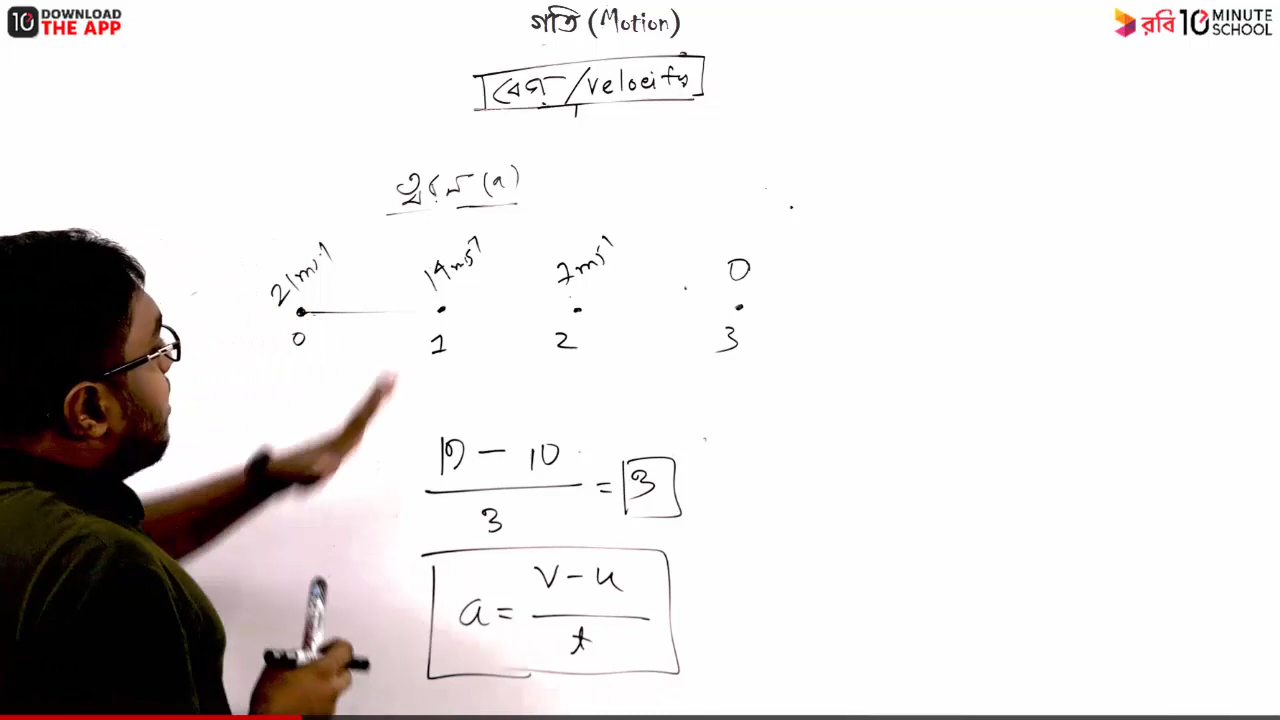 10 DOWNLOAD THE APP
রবি 10 MINUTE SCHOOL
গতি (Motion)
বেগ / velocity
ত্বরণ (a)
21ms⁻¹ 14ms⁻¹ 7ms⁻¹ 0
0 1 2 3
19 − 10
3
= 3
a = v − u
t